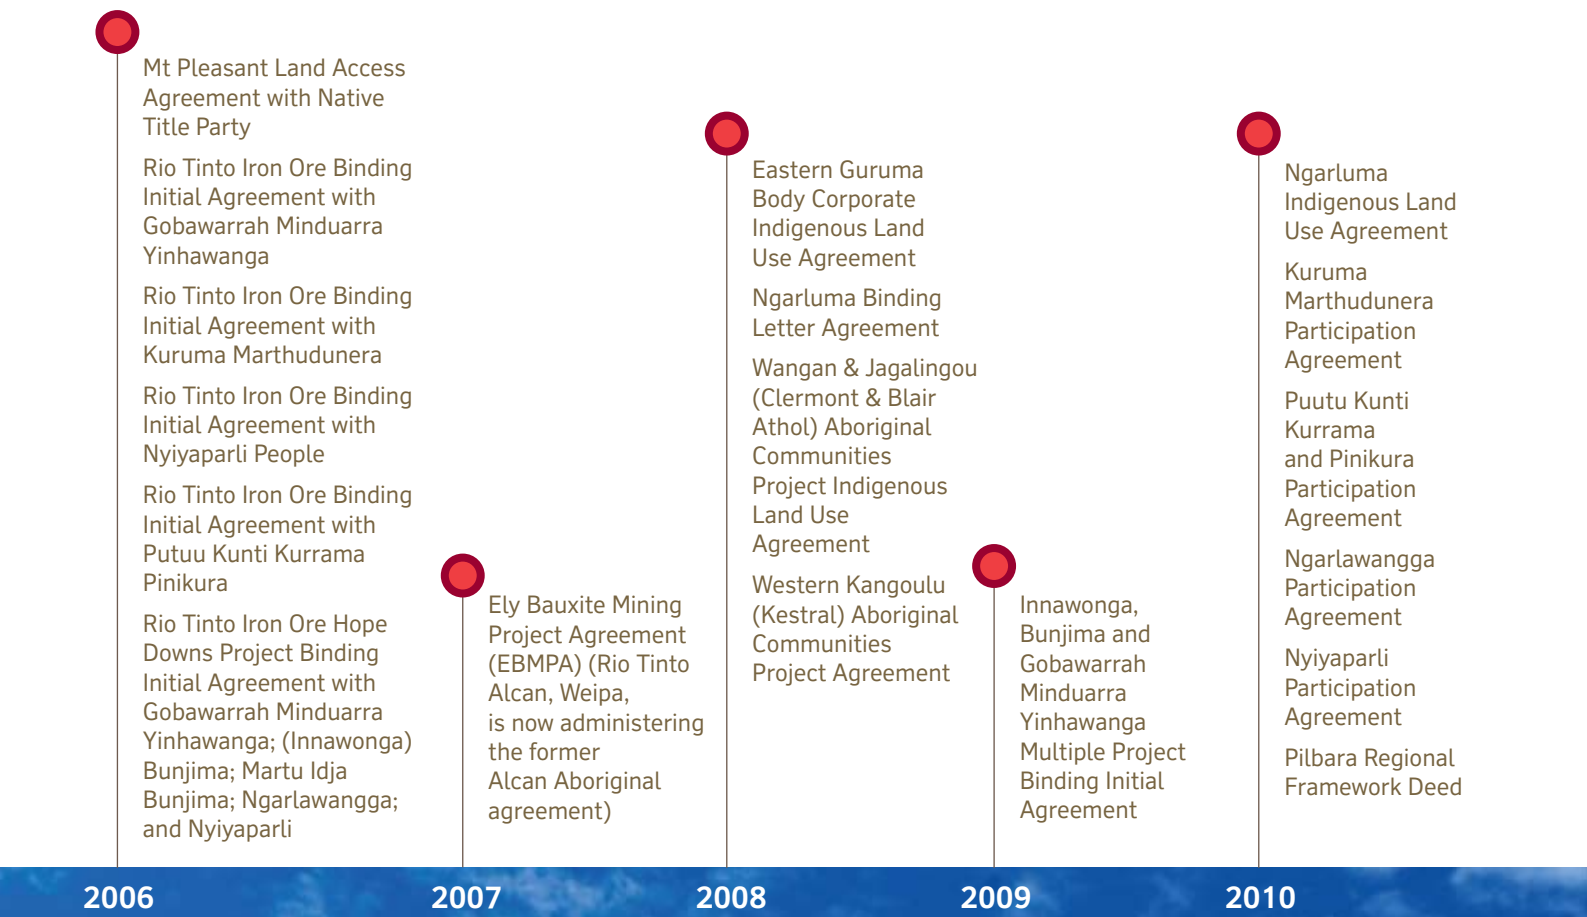 Mt Pleasant Land Access
Agreement with Native
Title Party
Rio Tinto Iron Ore Binding
Initial Agreement with
Gobawarrah Minduarra
Yinhawanga
Rio Tinto Iron Ore Binding
Initial Agreement with
Kuruma Marthudunera
Rio Tinto Iron Ore Binding
Initial Agreement with
Nyiyaparli People
Rio Tinto Iron Ore Binding
Initial Agreement with
Putuu Kunti Kurrama
Pinikura
Rio Tinto Iron Ore Hope
Downs Project Binding
Initial Agreement with
Gobawarrah Minduarra
Yinhawanga; (Innawonga)
Bunjima; Martu Idja
Bunjima; Ngarlawangga;
and Nyiyaparli
Ely Bauxite Mining
Project Agreement
(EBMPA) (Rio Tinto
Alcan, Weipa,
is now administering
the former
Alcan Aboriginal
agreement)
Eastern Guruma
Body Corporate
Indigenous Land
Use Agreement
Ngarluma Binding
Letter Agreement
Wangan & Jagalingou
(Clermont & Blair
Athol) Aboriginal
Communities
Project Indigenous
Land Use
Agreement
Western Kangoulu
(Kestral) Aboriginal
Communities
Project Agreement
Innawonga,
Bunjima and
Gobawarrah
Minduarra
Yinhawanga
Multiple Project
Binding Initial
Agreement
Ngarluma
Indigenous Land
Use Agreement
Kuruma
Marthudunera
Participation
Agreement
Puutu Kunti
Kurrama
and Pinikura
Participation
Agreement
Ngarlawangga
Participation
Agreement
Nyiyaparli
Participation
Agreement
Pilbara Regional
Framework Deed
2006 2007 2008 2009 2010